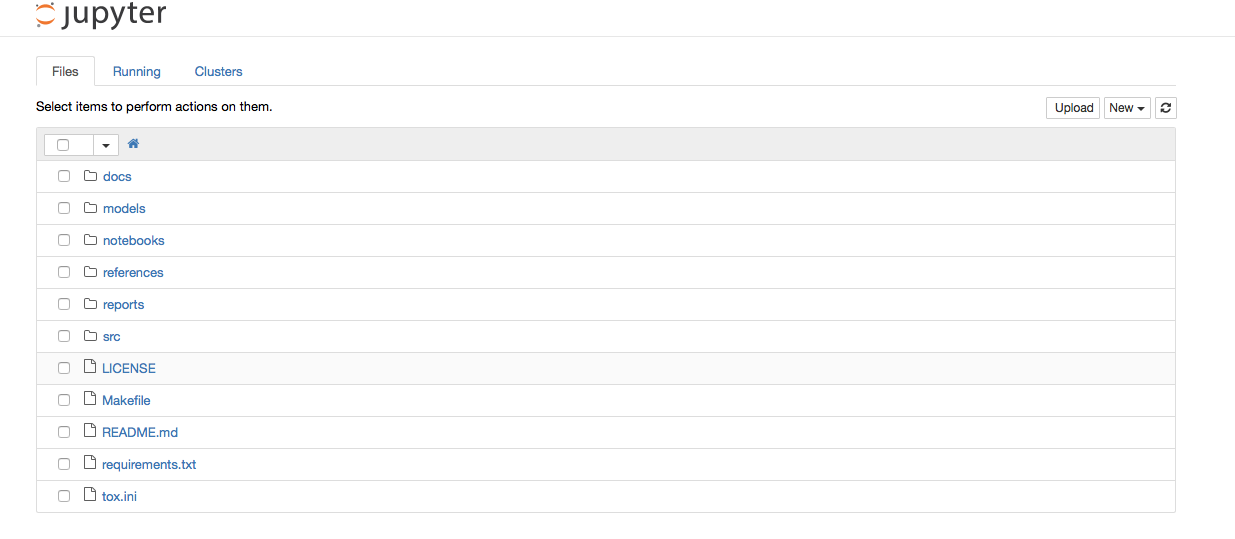 jupyter
Files Running Clusters
Select items to perform actions on them. Upload New
docs
models
notebooks
references
reports
src
LICENSE
Makefile
README.md
requirements.txt
tox.ini